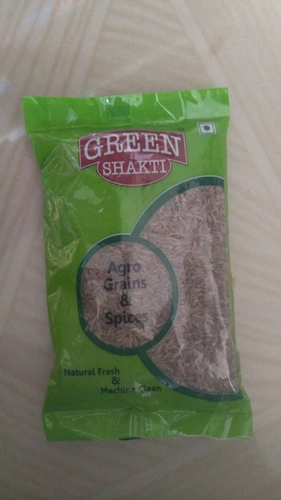 GREEN
SHAKTI
Agro
Grains
&
Spices
Natural Fresh
&
Machine Clean